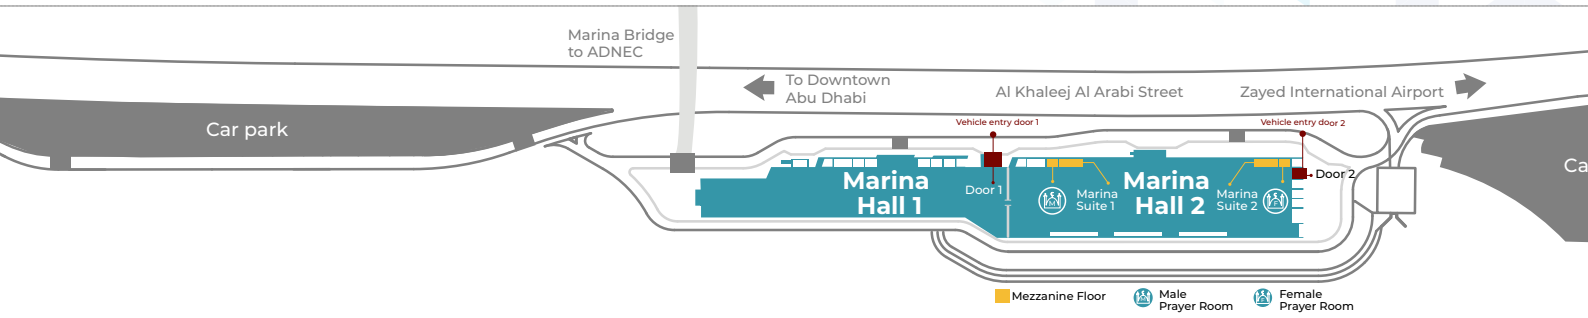 Marina Bridge
to ADNEC
To Downtown
Abu Dhabi
Al Khaleej Al Arabi Street
Zayed International Airport
Car park
Vehicle entry door 1
Vehicle entry door 2
Marina
Hall 1
Door 1
Marina
Suite 1
Marina
Hall 2
Marina
Suite 2
Door 2
Ca
Mezzanine Floor
Male
Prayer Room
Female
Prayer Room